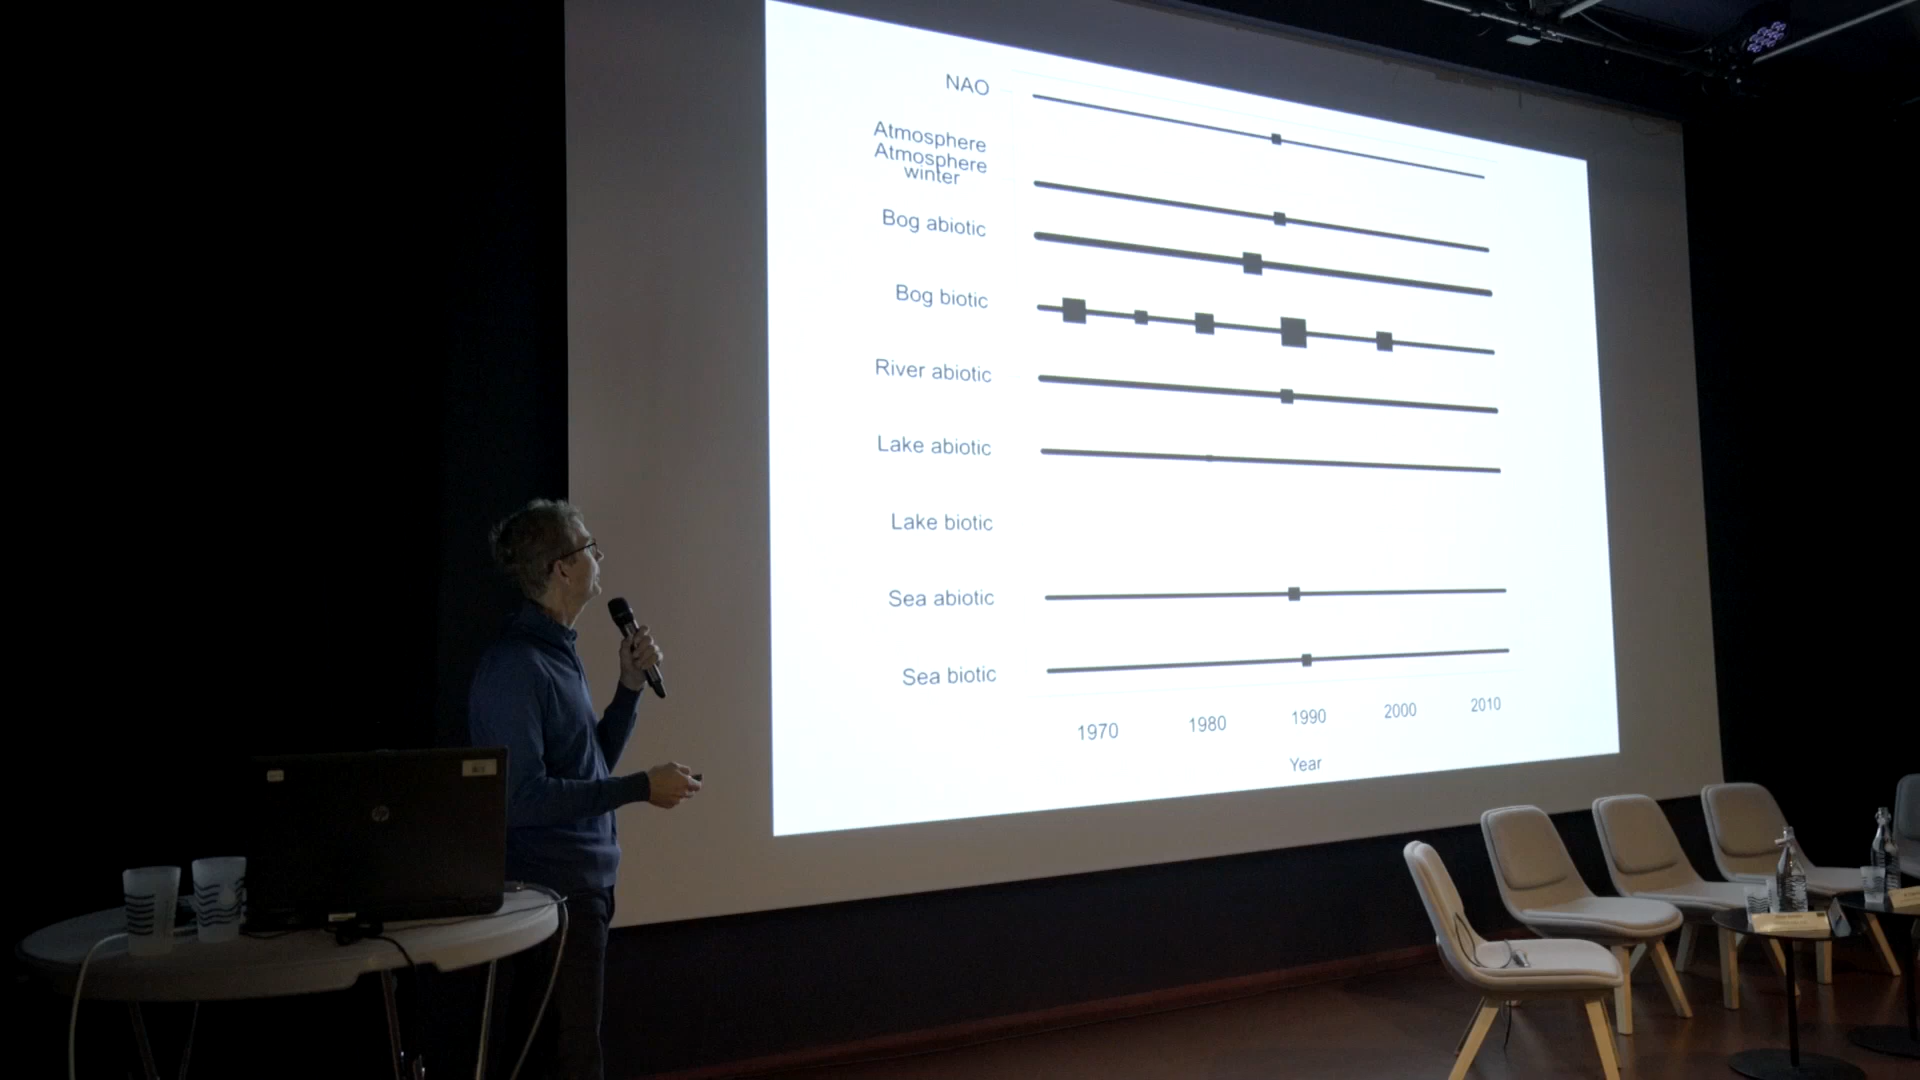 NAO
Atmosphere
Atmosphere
winter
Bog abiotic
Bog biotic
River abiotic
Lake abiotic
Lake biotic
Sea abiotic
Sea biotic
1970 1980 1990 2000 2010
Year
hp